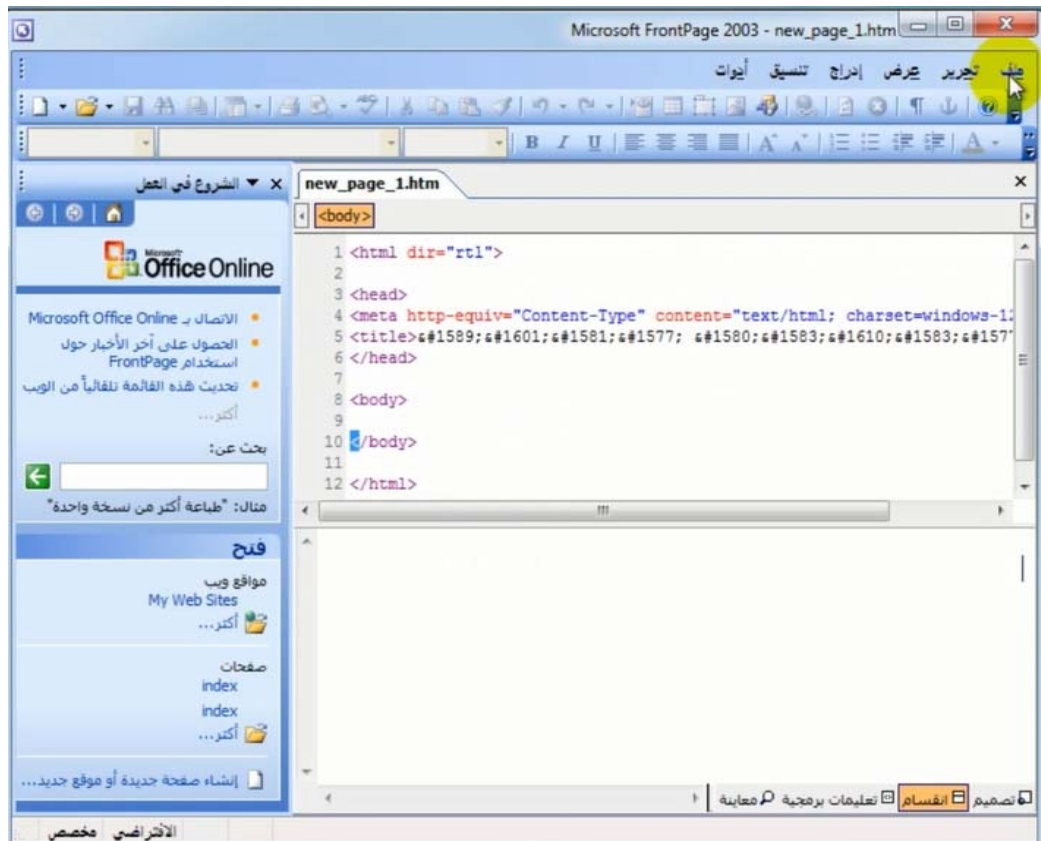 Microsoft FrontPage 2003 - new_page_1.htm
ملف تحرير عرض إدراج تنسيق أدوات
B I U A A A
الشروع في العمل
new_page_1.htm
<body>
1 <html dir="rtl">
2
3 <head>
4 <meta http-equiv="Content-Type" content="text/html; charset=windows-12
5 <title>&#1589;&#1601;&#1581;&#1577; &#1580;&#1583;&#1610;&#1583;&#157
6 </head>
7
8 <body>
9
10 </body>
11
12 </html>
Microsoft
Office Online
الاتصال بـ Microsoft Office Online
الحصول على آخر الأخبار حول
استخدام FrontPage
تحديث هذه القائمة تلقائياً من الويب
أكثر...
بحث عن:
مثال: "طباعة أكثر من نسخة واحدة"
فتح
مواقع ويب
My Web Sites
أكثر...
صفحات
index
index
أكثر...
إنشاء صفحة جديدة أو موقع جديد...
تصميم انقسام تعليمات برمجية معاينة
الافتراضي مخصص